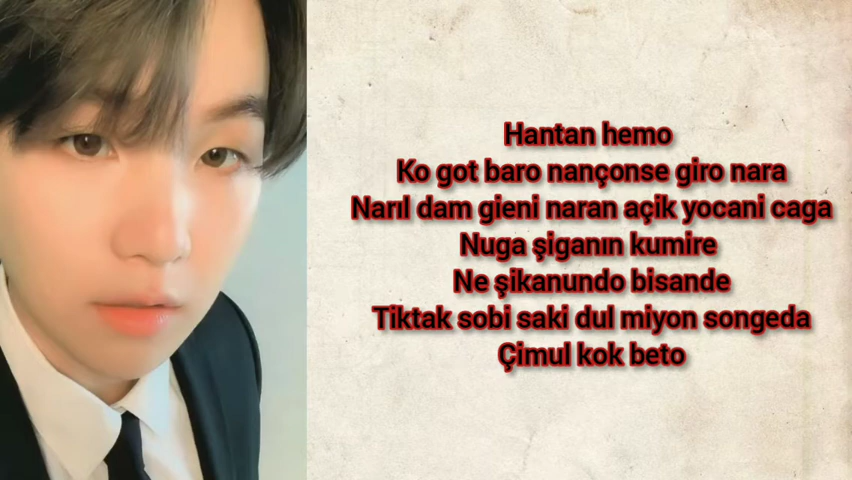 Hantan hemo
Ko got baro nançonse giro nara
Narıl dam gieni naran açik yocani caga
Nuga şiganın kumire
Ne şikanundo bisande
Tiktak sobi saki dul miyon songeda
Çimul kok beto